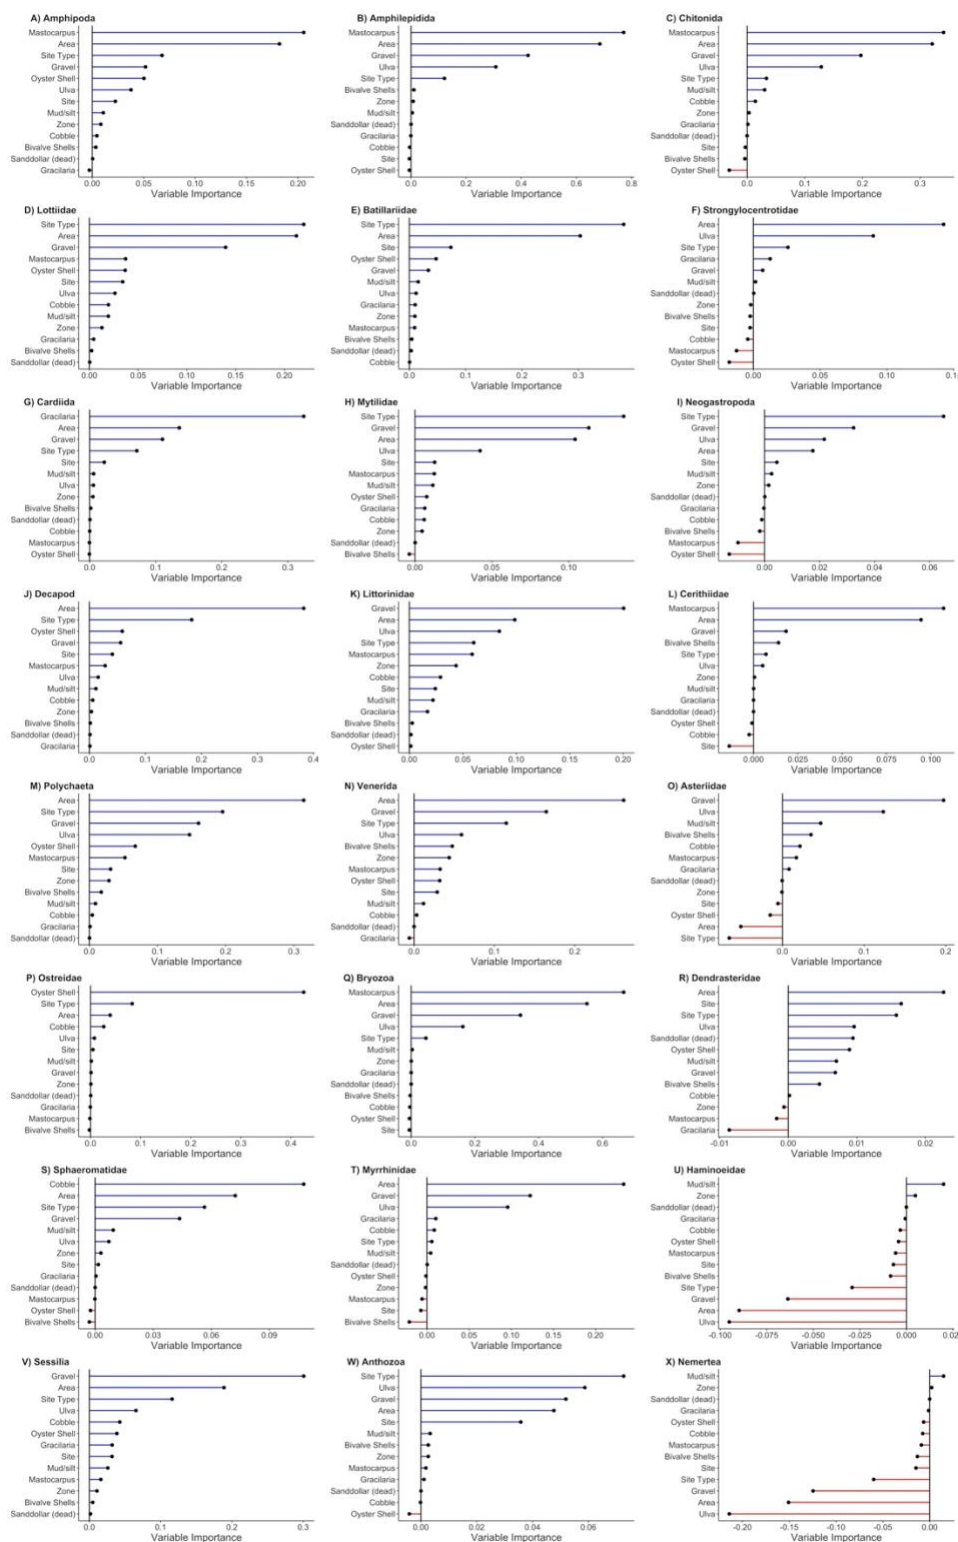 A) Amphipoda
Mastocarpus
Area
Site Type
Gravel
Oyster Shell
Ulva
Site
Mud/silt
Zone
Cobble
Bivalve Shells
Sanddollar (dead)
Gracilaria
0.00 0.05 0.10 0.15 0.20
Variable Importance
B) Amphilepidida
Mastocarpus
Area
Gravel
Ulva
Site Type
Bivalve Shells
Zone
Mud/silt
Sanddollar (dead)
Gracilaria
Cobble
Site
Oyster Shell
0.0 0.2 0.4 0.6 0.8
Variable Importance
C) Chitonida
Mastocarpus
Area
Gravel
Ulva
Site Type
Mud/silt
Cobble
Zone
Gracilaria
Sanddollar (dead)
Site
Bivalve Shells
Oyster Shell
0.0 0.1 0.2 0.3
Variable Importance
D) Lottiidae
Site Type
Area
Gravel
Mastocarpus
Oyster Shell
Site
Ulva
Cobble
Mud/silt
Zone
Gracilaria
Bivalve Shells
Sanddollar (dead)
0.00 0.05 0.10 0.15 0.20
Variable Importance
E) Batillariidae
Site Type
Area
Site
Oyster Shell
Gravel
Mud/silt
Ulva
Gracilaria
Zone
Mastocarpus
Bivalve Shells
Sanddollar (dead)
Cobble
0.0 0.1 0.2 0.3
Variable Importance
F) Strongylocentrotidae
Area
Ulva
Site Type
Gracilaria
Gravel
Mud/silt
Sanddollar (dead)
Zone
Bivalve Shells
Site
Cobble
Mastocarpus
Oyster Shell
0.00 0.05 0.10
Variable Importance
G) Cardiida
Gracilaria
Area
Gravel
Site Type
Site
Mud/silt
Ulva
Zone
Bivalve Shells
Sanddollar (dead)
Cobble
Mastocarpus
Oyster Shell
0.0 0.1 0.2 0.3
Variable Importance
H) Mytilidae
Site Type
Gravel
Area
Ulva
Site
Mastocarpus
Mud/silt
Oyster Shell
Gracilaria
Cobble
Zone
Sanddollar (dead)
Bivalve Shells
0.00 0.05 0.10
Variable Importance
I) Neogastropoda
Site Type
Gravel
Ulva
Area
Site
Mud/silt
Zone
Sanddollar (dead)
Gracilaria
Cobble
Bivalve Shells
Mastocarpus
Oyster Shell
0.00 0.02 0.04 0.06
Variable Importance
J) Decapod
Area
Site Type
Oyster Shell
Gravel
Site
Mastocarpus
Ulva
Mud/silt
Cobble
Zone
Bivalve Shells
Sanddollar (dead)
Gracilaria
0.0 0.1 0.2 0.3 0.4
Variable Importance
K) Littorinidae
Gravel
Area
Ulva
Site Type
Mastocarpus
Zone
Cobble
Site
Mud/silt
Gracilaria
Bivalve Shells
Sanddollar (dead)
Oyster Shell
0.00 0.05 0.10 0.15 0.20
Variable Importance
L) Cerithiidae
Mastocarpus
Area
Gravel
Bivalve Shells
Site Type
Ulva
Zone
Mud/silt
Gracilaria
Sanddollar (dead)
Oyster Shell
Cobble
Site
0.000 0.025 0.050 0.075 0.100
Variable Importance
M) Polychaeta
Area
Site Type
Gravel
Ulva
Oyster Shell
Mastocarpus
Site
Zone
Bivalve Shells
Mud/silt
Cobble
Gracilaria
Sanddollar (dead)
0.0 0.1 0.2 0.3
Variable Importance
N) Venerida
Area
Gravel
Site Type
Ulva
Bivalve Shells
Zone
Mastocarpus
Oyster Shell
Site
Mud/silt
Cobble
Sanddollar (dead)
Gracilaria
0.0 0.1 0.2
Variable Importance
O) Asteriidae
Gravel
Ulva
Mud/silt
Bivalve Shells
Cobble
Mastocarpus
Gracilaria
Sanddollar (dead)
Zone
Site
Oyster Shell
Area
Site Type
0.0 0.1 0.2
Variable Importance
P) Ostreidae
Oyster Shell
Site Type
Area
Cobble
Ulva
Site
Mud/silt
Gravel
Zone
Sanddollar (dead)
Gracilaria
Mastocarpus
Bivalve Shells
0.0 0.1 0.2 0.3 0.4
Variable Importance
Q) Bryozoa
Mastocarpus
Area
Gravel
Ulva
Site Type
Mud/silt
Zone
Gracilaria
Sanddollar (dead)
Bivalve Shells
Cobble
Oyster Shell
Site
0.0 0.2 0.4 0.6
Variable Importance
R) Dendrasteridae
Area
Site
Site Type
Ulva
Sanddollar (dead)
Oyster Shell
Mud/silt
Gravel
Bivalve Shells
Cobble
Zone
Mastocarpus
Gracilaria
-0.01 0.00 0.01 0.02
Variable Importance
S) Sphaeromatidae
Cobble
Area
Site Type
Gravel
Mud/silt
Ulva
Zone
Site
Gracilaria
Sanddollar (dead)
Mastocarpus
Oyster Shell
Bivalve Shells
0.00 0.03 0.06 0.09
Variable Importance
T) Myrrhinidae
Area
Gravel
Ulva
Gracilaria
Cobble
Site Type
Mud/silt
Sanddollar (dead)
Oyster Shell
Zone
Mastocarpus
Site
Bivalve Shells
0.00 0.05 0.10 0.15 0.20
Variable Importance
U) Haminoeidae
Mud/silt
Zone
Sanddollar (dead)
Gracilaria
Cobble
Oyster Shell
Mastocarpus
Site
Bivalve Shells
Site Type
Gravel
Area
Ulva
-0.100 -0.075 -0.050 -0.025 0.000
Variable Importance
V) Sessilia
Gravel
Area
Site Type
Ulva
Cobble
Oyster Shell
Gracilaria
Site
Mud/silt
Mastocarpus
Zone
Bivalve Shells
Sanddollar (dead)
0.0 0.1 0.2 0.3
Variable Importance
W) Anthozoa
Site Type
Ulva
Gravel
Area
Site
Mud/silt
Bivalve Shells
Zone
Mastocarpus
Gracilaria
Sanddollar (dead)
Cobble
Oyster Shell
0.00 0.02 0.04 0.06
Variable Importance
X) Nemertea
Mud/silt
Zone
Sanddollar (dead)
Gracilaria
Oyster Shell
Cobble
Mastocarpus
Bivalve Shells
Site
Site Type
Gravel
Area
Ulva
-0.20 -0.15 -0.10 -0.05 0.00
Variable Importance